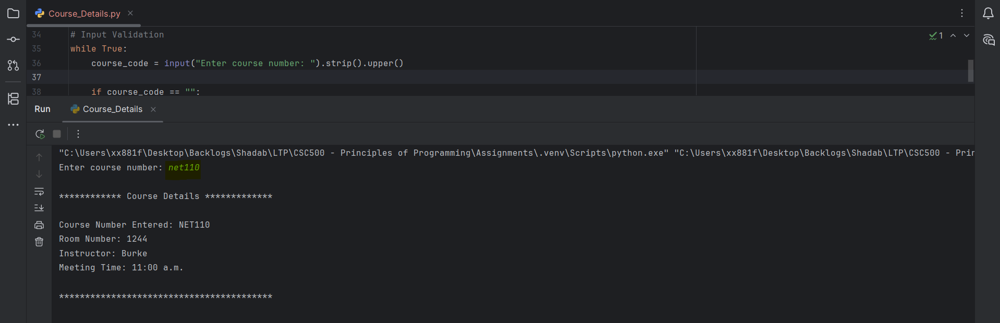 Course_Details.py
34 # Input Validation
1
35 while True:
36 course_code = input("Enter course number: ").strip().upper()
37
38 if course_code == "":
Run Course_Details
"C:\Users\xx881f\Desktop\Backlogs\Shadab\LTP\CSC500 - Principles of Programming\Assignments\.venv\Scripts\python.exe" "C:\Users\xx881f\Desktop\Backlogs\Shadab\LTP\CSC500 - Prin
Enter course number: net110
************ Course Details *************
Course Number Entered: NET110
Room Number: 1244
Instructor: Burke
Meeting Time: 11:00 a.m.
*****************************************